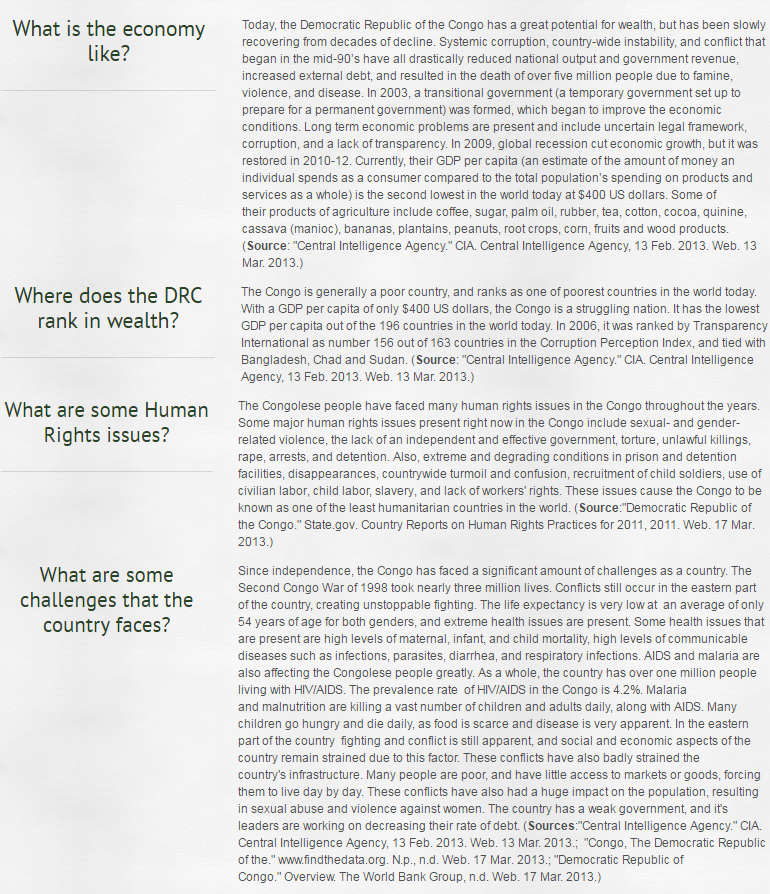 What is the economy
like?
Today, the Democratic Republic of the Congo has a great potential for wealth, but has been slowly
recovering from decades of decline. Systemic corruption, country-wide instability, and conflict that
began in the mid-90's have all drastically reduced national output and government revenue,
increased external debt, and resulted in the death of over five million people due to famine,
violence, and disease. In 2003, a transitional government (a temporary government set up to
prepare for a permanent government) was formed, which began to improve the economic
conditions. Long term economic problems are present and include uncertain legal framework,
corruption, and a lack of transparency. In 2009, global recession cut economic growth, but it was
restored in 2010-12. Currently, their GDP per capita (an estimate of the amount of money an
individual spends as a consumer compared to the total population's spending on products and
services as a whole) is the second lowest in the world today at $400 US dollars. Some of
their products of agriculture include coffee, sugar, palm oil, rubber, tea, cotton, cocoa, quinine,
cassava (manioc), bananas, plantains, peanuts, root crops, corn, fruits and wood products.
(Source: "Central Intelligence Agency." CIA. Central Intelligence Agency, 13 Feb. 2013. Web. 13
Mar. 2013.)
Where does the DRC
rank in wealth?
The Congo is generally a poor country, and ranks as one of poorest countries in the world today.
With a GDP per capita of only $400 US dollars, the Congo is a struggling nation. It has the lowest
GDP per capita out of the 196 countries in the world today. In 2006, it was ranked by Transparency
International as number 156 out of 163 countries in the Corruption Perception Index, and tied with
Bangladesh, Chad and Sudan. (Source: "Central Intelligence Agency." CIA. Central Intelligence
Agency, 13 Feb. 2013. Web. 13 Mar. 2013.)
What are some Human
Rights issues?
The Congolese people have faced many human rights issues in the Congo throughout the years.
Some major human rights issues present right now in the Congo include sexual- and gender-
related violence, the lack of an independent and effective government, torture, unlawful killings,
rape, arrests, and detention. Also, extreme and degrading conditions in prison and detention
facilities, disappearances, countrywide turmoil and confusion, recruitment of child soldiers, use of
civilian labor, child labor, slavery, and lack of workers' rights. These issues cause the Congo to be
known as one of the least humanitarian countries in the world. (Source:"Democratic Republic of
the Congo." State.gov. Country Reports on Human Rights Practices for 2011, 2011. Web. 17 Mar.
2013.)
What are some
challenges that the
country faces?
Since independence, the Congo has faced a significant amount of challenges as a country. The
Second Congo War of 1998 took nearly three million lives. Conflicts still occur in the eastern part
of the country, creating unstoppable fighting. The life expectancy is very low at an average of only
54 years of age for both genders, and extreme health issues are present. Some health issues that
are present are high levels of maternal, infant, and child mortality, high levels of communicable
diseases such as infections, parasites, diarrhea, and respiratory infections. AIDS and malaria are
also affecting the Congolese people greatly. As a whole, the country has over one million people
living with HIV/AIDS. The prevalence rate of HIV/AIDS in the Congo is 4.2%. Malaria
and malnutrition are killing a vast number of children and adults daily, along with AIDS. Many
children go hungry and die daily, as food is scarce and disease is very apparent. In the eastern
part of the country fighting and conflict is still apparent, and social and economic aspects of the
country remain strained due to this factor. These conflicts have also badly strained the
country's infrastructure. Many people are poor, and have little access to markets or goods, forcing
them to live day by day. These conflicts have also had a huge impact on the population, resulting
in sexual abuse and violence against women. The country has a weak government, and it's
leaders are working on decreasing their rate of debt. (Sources:"Central Intelligence Agency." CIA.
Central Intelligence Agency, 13 Feb. 2013. Web. 13 Mar. 2013.; "Congo, The Democratic Republic
of the." www.findthedata.org. N.p., n.d. Web. 17 Mar. 2013.; "Democratic Republic of
Congo." Overview. The World Bank Group, n.d. Web. 17 Mar. 2013.)